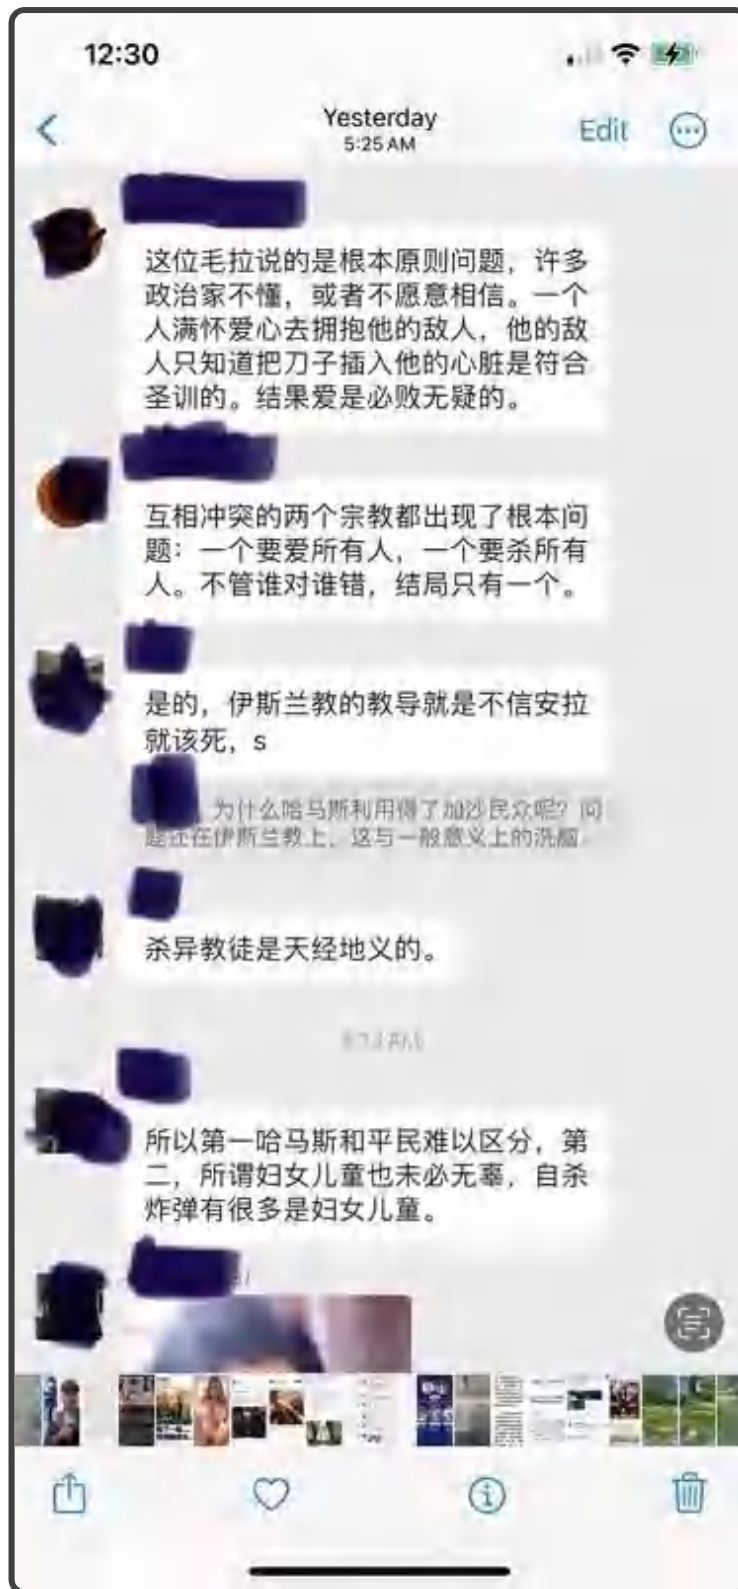 12:30
Yesterday
5:25 AM
Edit
这位毛拉说的是根本原则问题，许多
政治家不懂，或者不愿意相信。一个
人满怀爱心去拥抱他的敌人，他的敌
人只知道把刀子插入他的心脏是符合
圣训的。结果爱是必败无疑的。
互相冲突的两个宗教都出现了根本问
题：一个要爱所有人，一个要杀所有
人。不管谁对谁错，结局只有一个。
是的，伊斯兰教的教导就是不信安拉
就该死，s
为什么哈马斯利用得了加沙民众呢？问
题还在伊斯兰教上，这与一般意义上的洗脑
杀异教徒是天经地义的。
所以第一哈马斯和平民难以区分，第
二，所谓妇女儿童也未必无辜，自杀
炸弹有很多是妇女儿童。